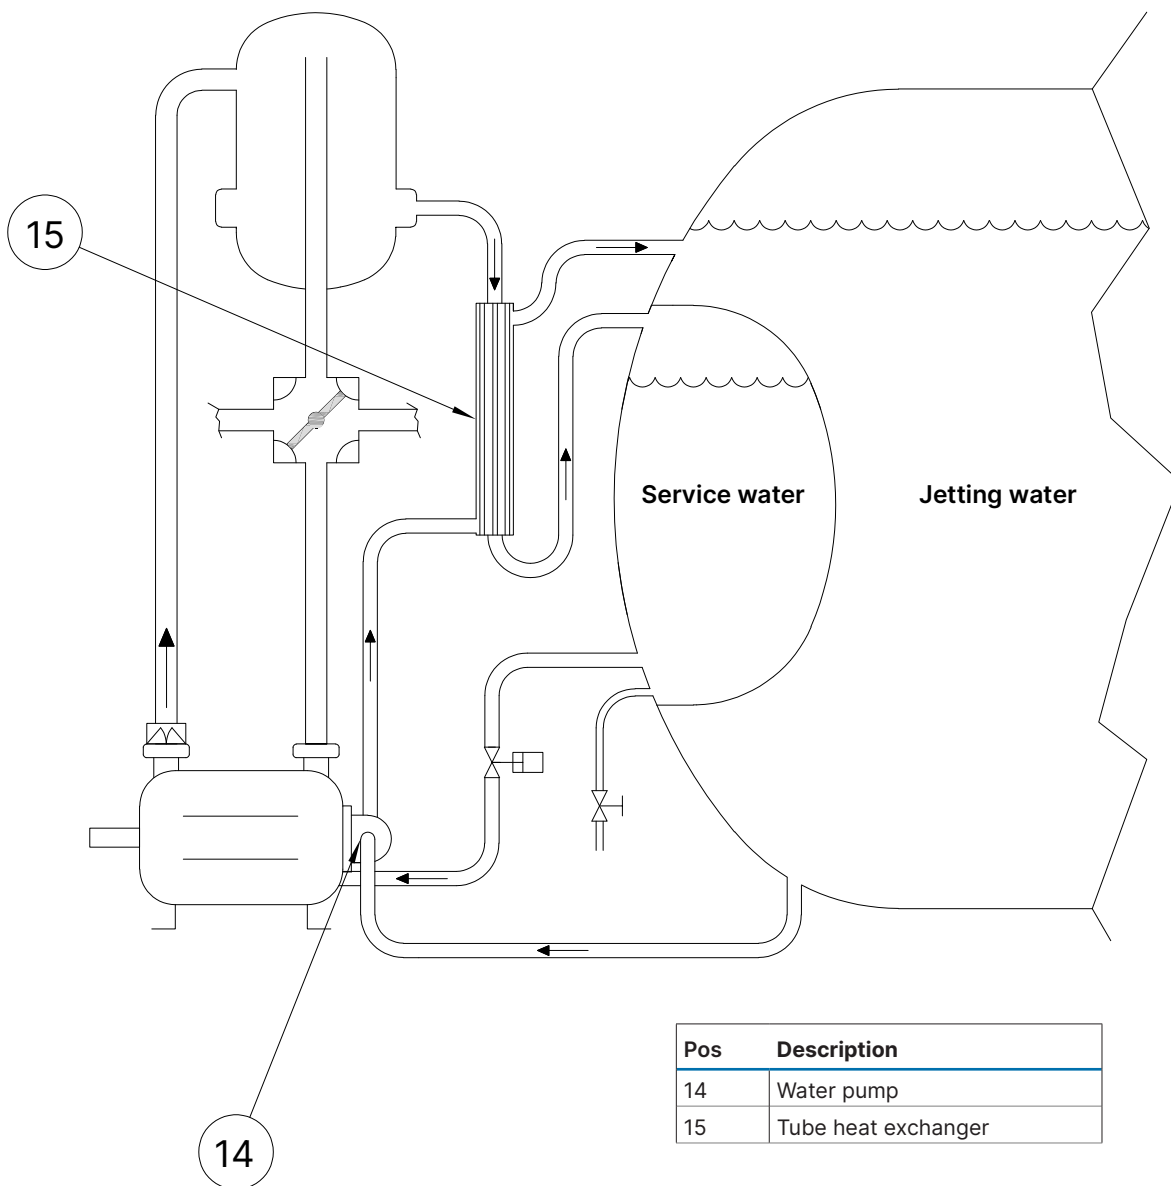 15
Service water
Jetting water
14
Pos Description
14 Water pump
15 Tube heat exchanger